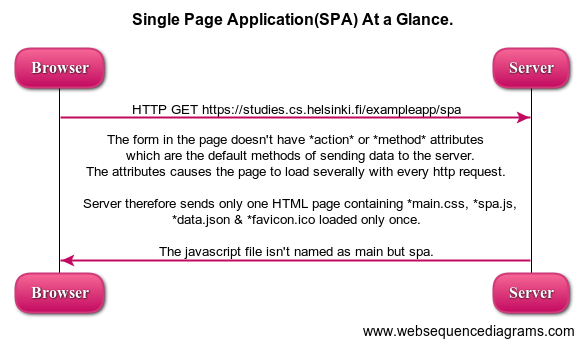 Single Page Application(SPA) At a Glance.
Browser
Server
HTTP GET https://studies.cs.helsinki.fi/exampleapp/spa
The form in the page doesn't have *action* or *method* attributes
which are the default methods of sending data to the server.
The attributes causes the page to load severally with every http request.
Server therefore sends only one HTML page containing *main.css, *spa.js,
*data.json & *favicon.ico loaded only once.
The javascript file isn't named as main but spa.
Browser
Server
www.websequencediagrams.com